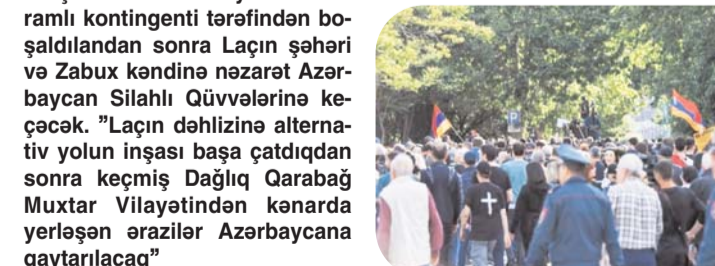 ramlı kontingenti tərəfindən bo-
şaldılandan sonra Laçın şəhəri
və Zabux kəndinə nəzarət Azər-
baycan Silahlı Qüvvələrinə ke-
çəcək. ”Laçın dəhlizinə alterna-
tiv yolun inşası başa çatdıqdan
sonra keçmiş Dağlıq Qarabağ
Muxtar Vilayətindən kənarda
yerləşən ərazilər Azərbaycana
qaytarılacaq”